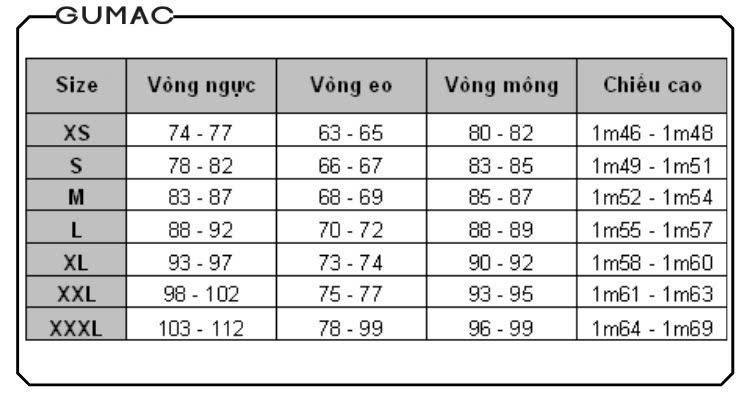 GUMAC
Size Vòng ngực Vòng eo Vòng mông Chiều cao
XS 74 - 77 63 - 65 80 - 82 1m46 - 1m48
S 78 - 82 66 - 67 83 - 85 1m49 - 1m51
M 83 - 87 68 - 69 85 - 87 1m52 - 1m54
L 88 - 92 70 - 72 88 - 89 1m55 - 1m57
XL 93 - 97 73 - 74 90 - 92 1m58 - 1m60
XXL 98 - 102 75 - 77 93 - 95 1m61 - 1m63
XXXL 103 - 112 78 - 99 96 - 99 1m64 - 1m69